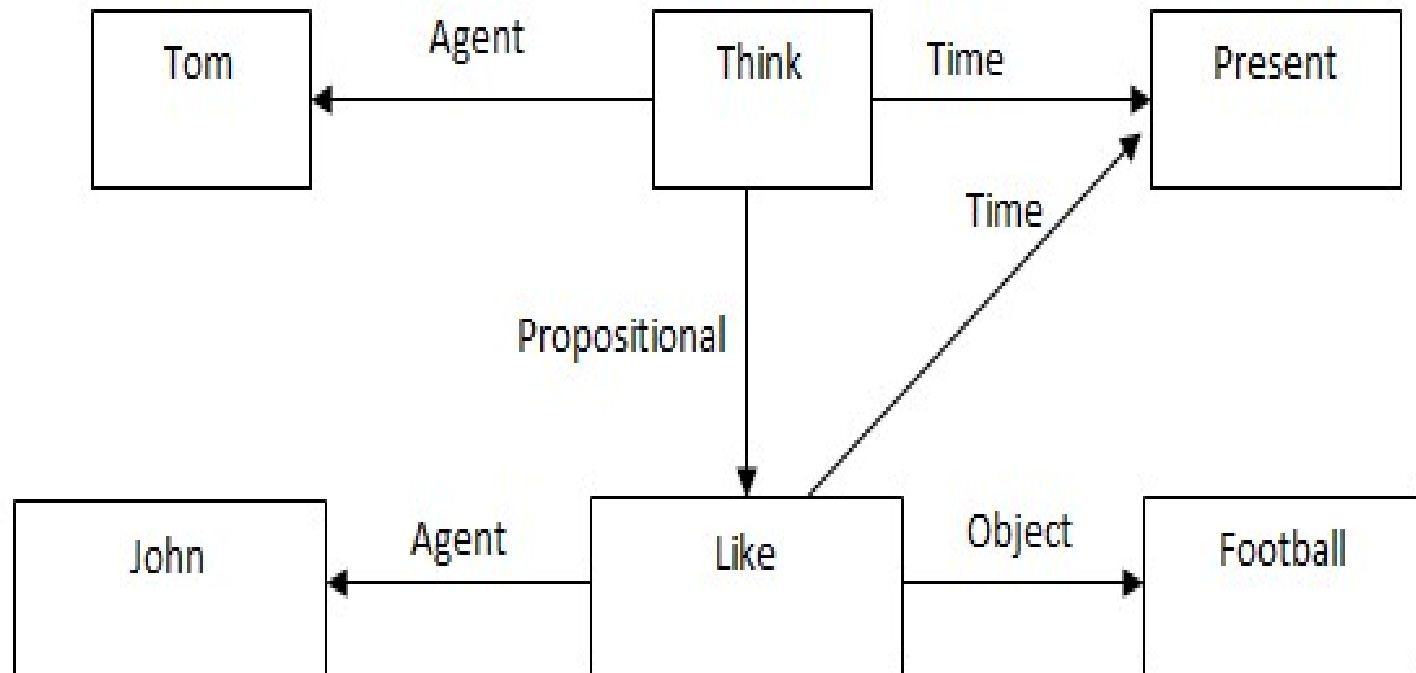 Tom
Agent
Think
Time
Present
Time
Propositional
John
Agent
Like
Object
Football